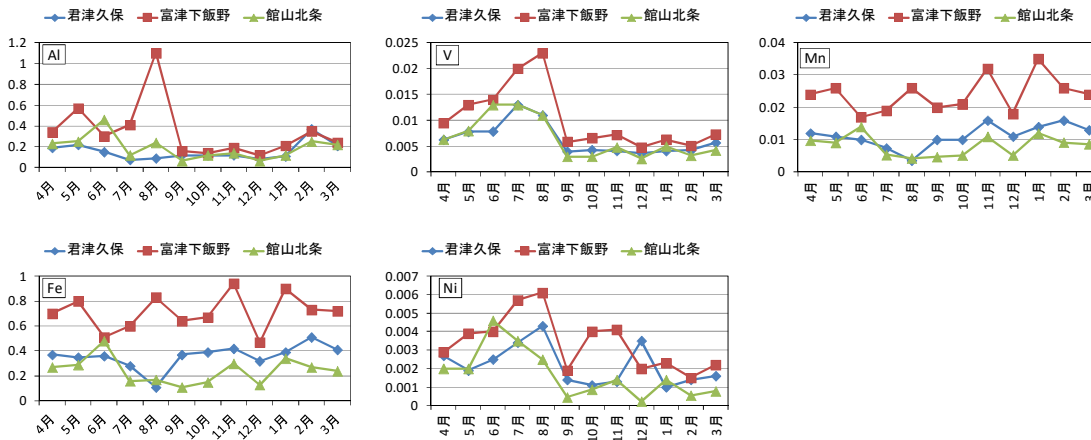 君津久保 富津下飯野 館山北条
Al
1.2
1
0.8
0.6
0.4
0.2
0
4月 5月 6月 7月 8月 9月 10月 11月 12月 1月 2月 3月
君津久保 富津下飯野 館山北条
V
0.025
0.02
0.015
0.01
0.005
0
4月 5月 6月 7月 8月 9月 10月 11月 12月 1月 2月 3月
君津久保 富津下飯野 館山北条
Mn
0.04
0.03
0.02
0.01
0
4月 5月 6月 7月 8月 9月 10月 11月 12月 1月 2月 3月
君津久保 富津下飯野 館山北条
Fe
1
0.8
0.6
0.4
0.2
0
4月 5月 6月 7月 8月 9月 10月 11月 12月 1月 2月 3月
君津久保 富津下飯野 館山北条
Ni
0.007
0.006
0.005
0.004
0.003
0.002
0.001
0
4月 5月 6月 7月 8月 9月 10月 11月 12月 1月 2月 3月